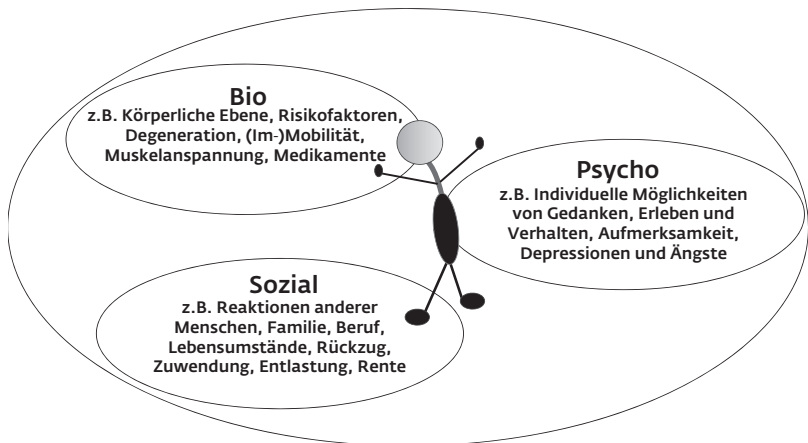 Bio
z.B. Körperliche Ebene, Risikofaktoren,
Degeneration, (Im-)Mobilität,
Muskelanspannung, Medikamente
Psycho
z.B. Individuelle Möglichkeiten
von Gedanken, Erleben und
Verhalten, Aufmerksamkeit,
Depressionen und Ängste
Sozial
z.B. Reaktionen anderer
Menschen, Familie, Beruf,
Lebensumstände, Rückzug,
Zuwendung, Entlastung, Rente